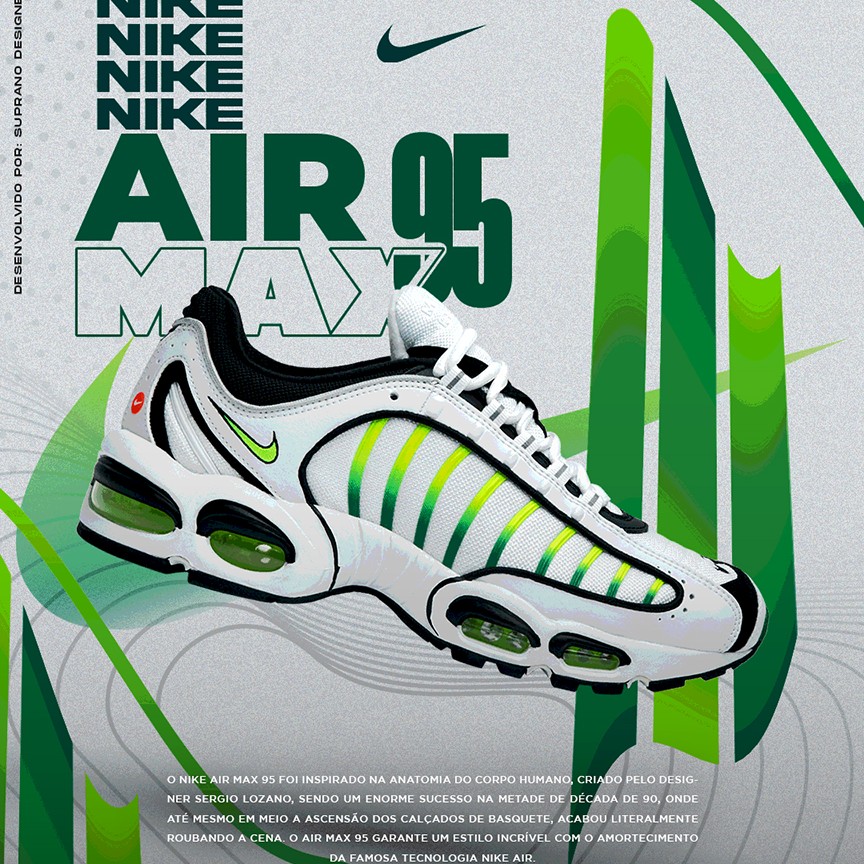 NIKE
NIKE
NIKE
NIKE
AIR 95
MAX
DESENVOLVIDO POR: SUPRANO DESIGNE
O NIKE AIR MAX 95 FOI INSPIRADO NA ANATOMIA DO CORPO HUMANO, CRIADO PELO DESIG-
NER SERGIO LOZANO, SENDO UM ENORME SUCESSO NA METADE DE DÉCADA DE 90, ONDE
ATÉ MESMO EM MEIO A ASCENSÃO DOS CALÇADOS DE BASQUETE, ACABOU LITERALMENTE
ROUBANDO A CENA. O AIR MAX 95 GARANTE UM ESTILO INCRÍVEL COM O AMORTECIMENTO
DA FAMOSA TECNOLOGIA NIKE AIR.